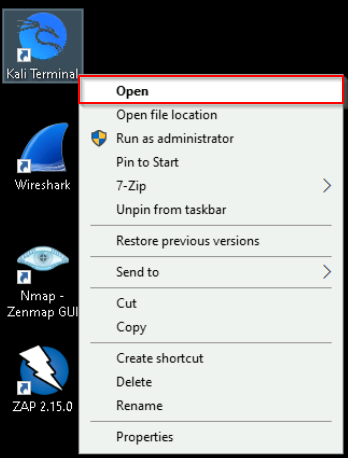 Kali Terminal
Open
Open file location
Run as administrator
Pin to Start
7-Zip
Unpin from taskbar
Restore previous versions
Send to
Cut
Copy
Create shortcut
Delete
Rename
Properties
Wireshark
Nmap -
Zenmap GUI
ZAP 2.15.0